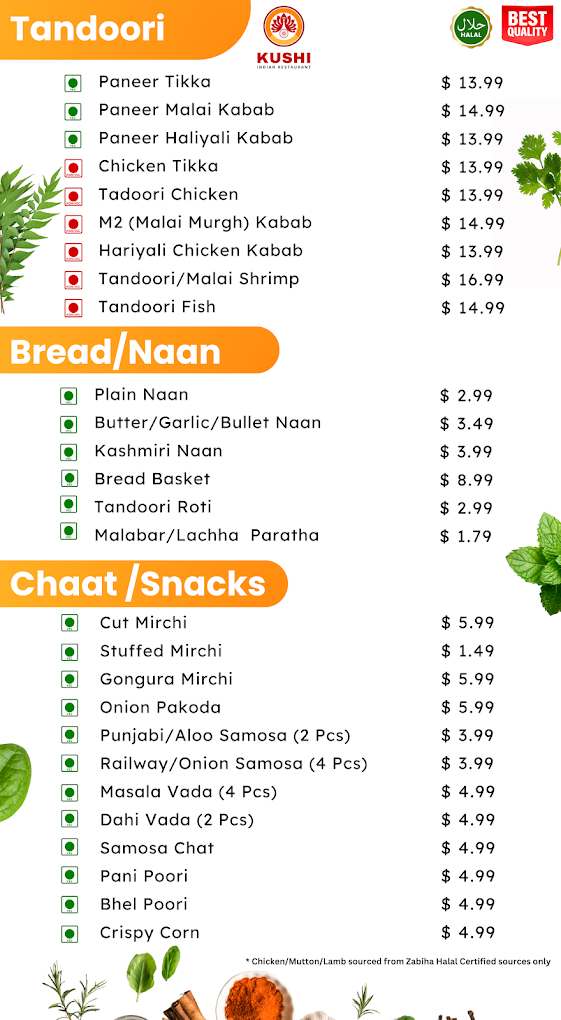 Tandoori
KUSHI
INDIAN RESTAURANT
حلال
HALAL
BEST
QUALITY
Paneer Tikka $ 13.99
Paneer Malai Kabab $ 14.99
Paneer Haliyali Kabab $ 13.99
Chicken Tikka $ 13.99
Tadoori Chicken $ 13.99
M2 (Malai Murgh) Kabab $ 14.99
Hariyali Chicken Kabab $ 13.99
Tandoori/Malai Shrimp $ 16.99
Tandoori Fish $ 14.99
Bread/Naan
Plain Naan $ 2.99
Butter/Garlic/Bullet Naan $ 3.49
Kashmiri Naan $ 3.99
Bread Basket $ 8.99
Tandoori Roti $ 2.99
Malabar/Lachha Paratha $ 1.79
Chaat /Snacks
Cut Mirchi $ 5.99
Stuffed Mirchi $ 1.49
Gongura Mirchi $ 5.99
Onion Pakoda $ 5.99
Punjabi/Aloo Samosa (2 Pcs) $ 3.99
Railway/Onion Samosa (4 Pcs) $ 3.99
Masala Vada (4 Pcs) $ 4.99
Dahi Vada (2 Pcs) $ 4.99
Samosa Chat $ 4.99
Pani Poori $ 4.99
Bhel Poori $ 4.99
Crispy Corn $ 4.99
* Chicken/Mutton/Lamb sourced from Zabiha Halal Certified sources only